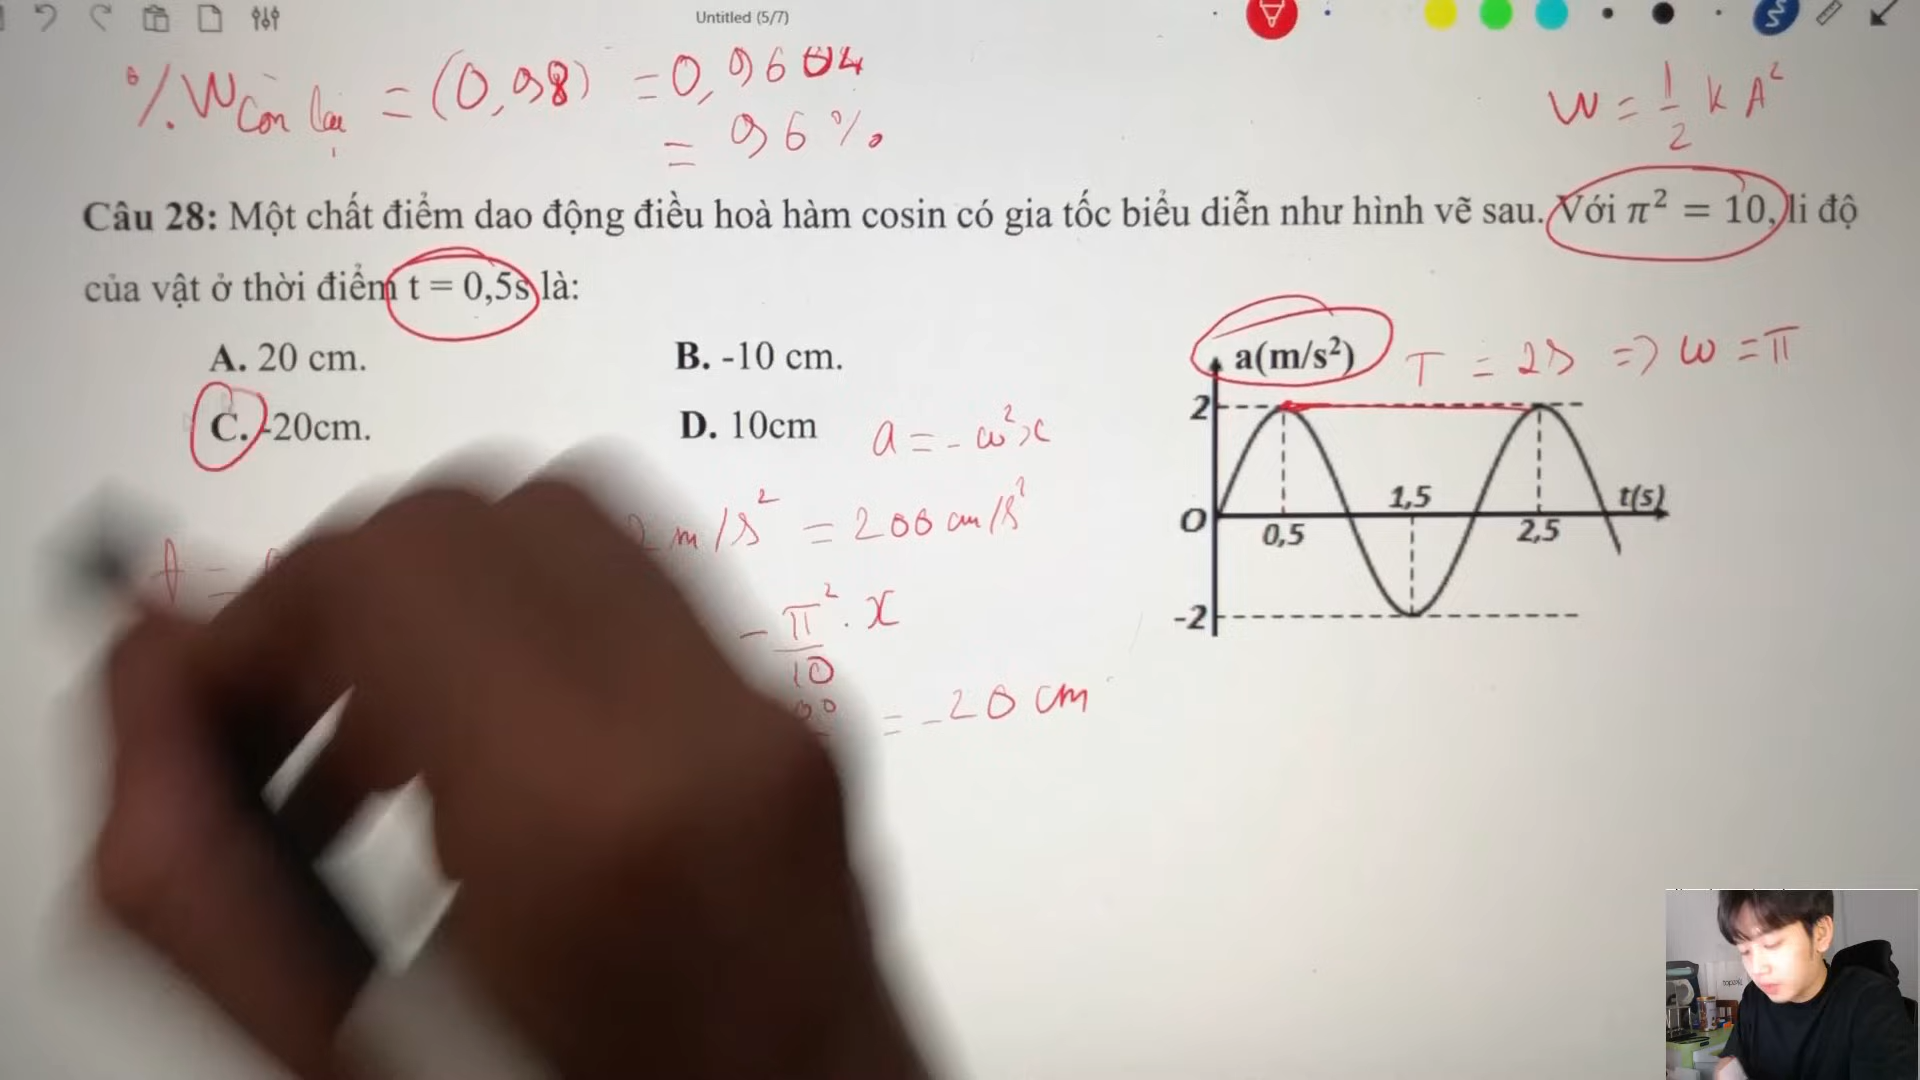 Untitled (5/7)
% W còn lại = (0,98) = 0,9604
= 96%
W = 1/2 k A²
Câu 28: Một chất điểm dao động điều hoà hàm cosin có gia tốc biểu diễn như hình vẽ sau. Với π² = 10, li độ
của vật ở thời điểm t = 0,5s là:
A. 20 cm.
B. -10 cm.
C. -20cm.
D. 10cm
a = - ω²x
2 m/s² = 200 cm/s²
- π² . x
10
= -20 cm
a(m/s²)
T = 2s => ω = π
2
1,5
t(s)
O
0,5
2,5
-2